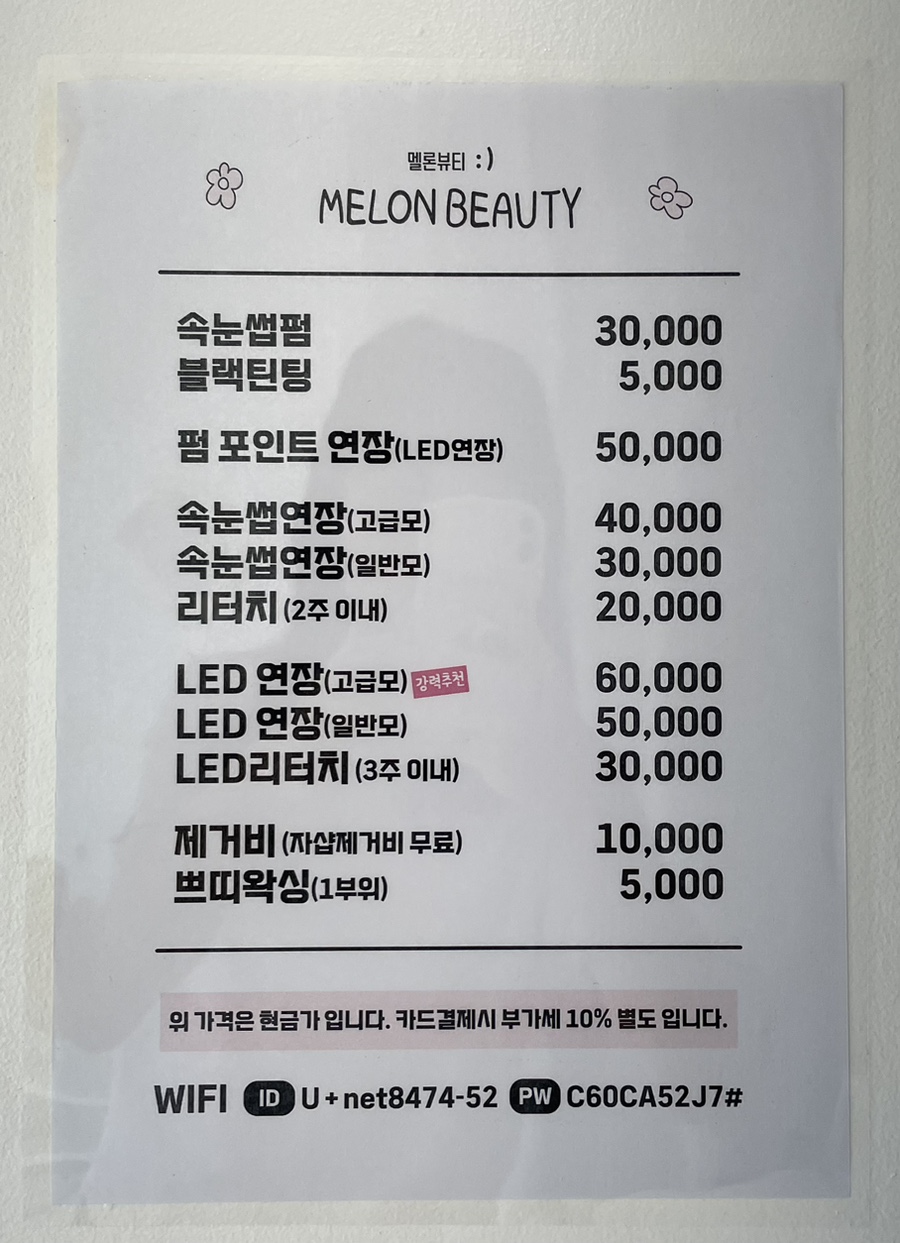 멜론뷰티 :)
MELON BEAUTY
속눈썹펌 30,000
블랙틴팅 5,000
펌 포인트 연장(LED연장) 50,000
속눈썹연장(고급모) 40,000
속눈썹연장(일반모) 30,000
리터치 (2주 이내) 20,000
LED 연장(고급모) 강력추천 60,000
LED 연장(일반모) 50,000
LED리터치 (3주 이내) 30,000
제거비 (자샵제거비 무료) 10,000
쁘띠왁싱(1부위) 5,000
위 가격은 현금가 입니다. 카드결제시 부가세 10% 별도 입니다.
WIFI ID U+net8474-52 PW C60CA52J7#